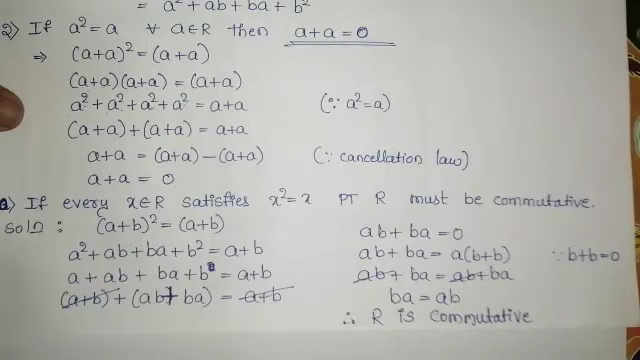 = a² + ab + ba + b²
2) If a² = a ∀ a∈R then a+a = 0
⇒ (a+a)² = (a+a)
(a+a)(a+a) = (a+a)
a² + a² + a² + a² = a+a (∵ a² = a)
(a+a) + (a+a) = a+a
a+a = (a+a) – (a+a) (∵ cancellation law)
a+a = 0
a) If every x∈R satisfies x² = x PT R must be commutative.
Soln : (a+b)² = (a+b)
a² + ab + ba + b² = a+b
a + ab + ba + b = a+b
(a+b) + (ab + ba) = a+b
ab + ba = 0
ab + ba = a(b+b) ∵ b+b = 0
ab + ba = ab + ba
ba = ab
∴ R is commutative